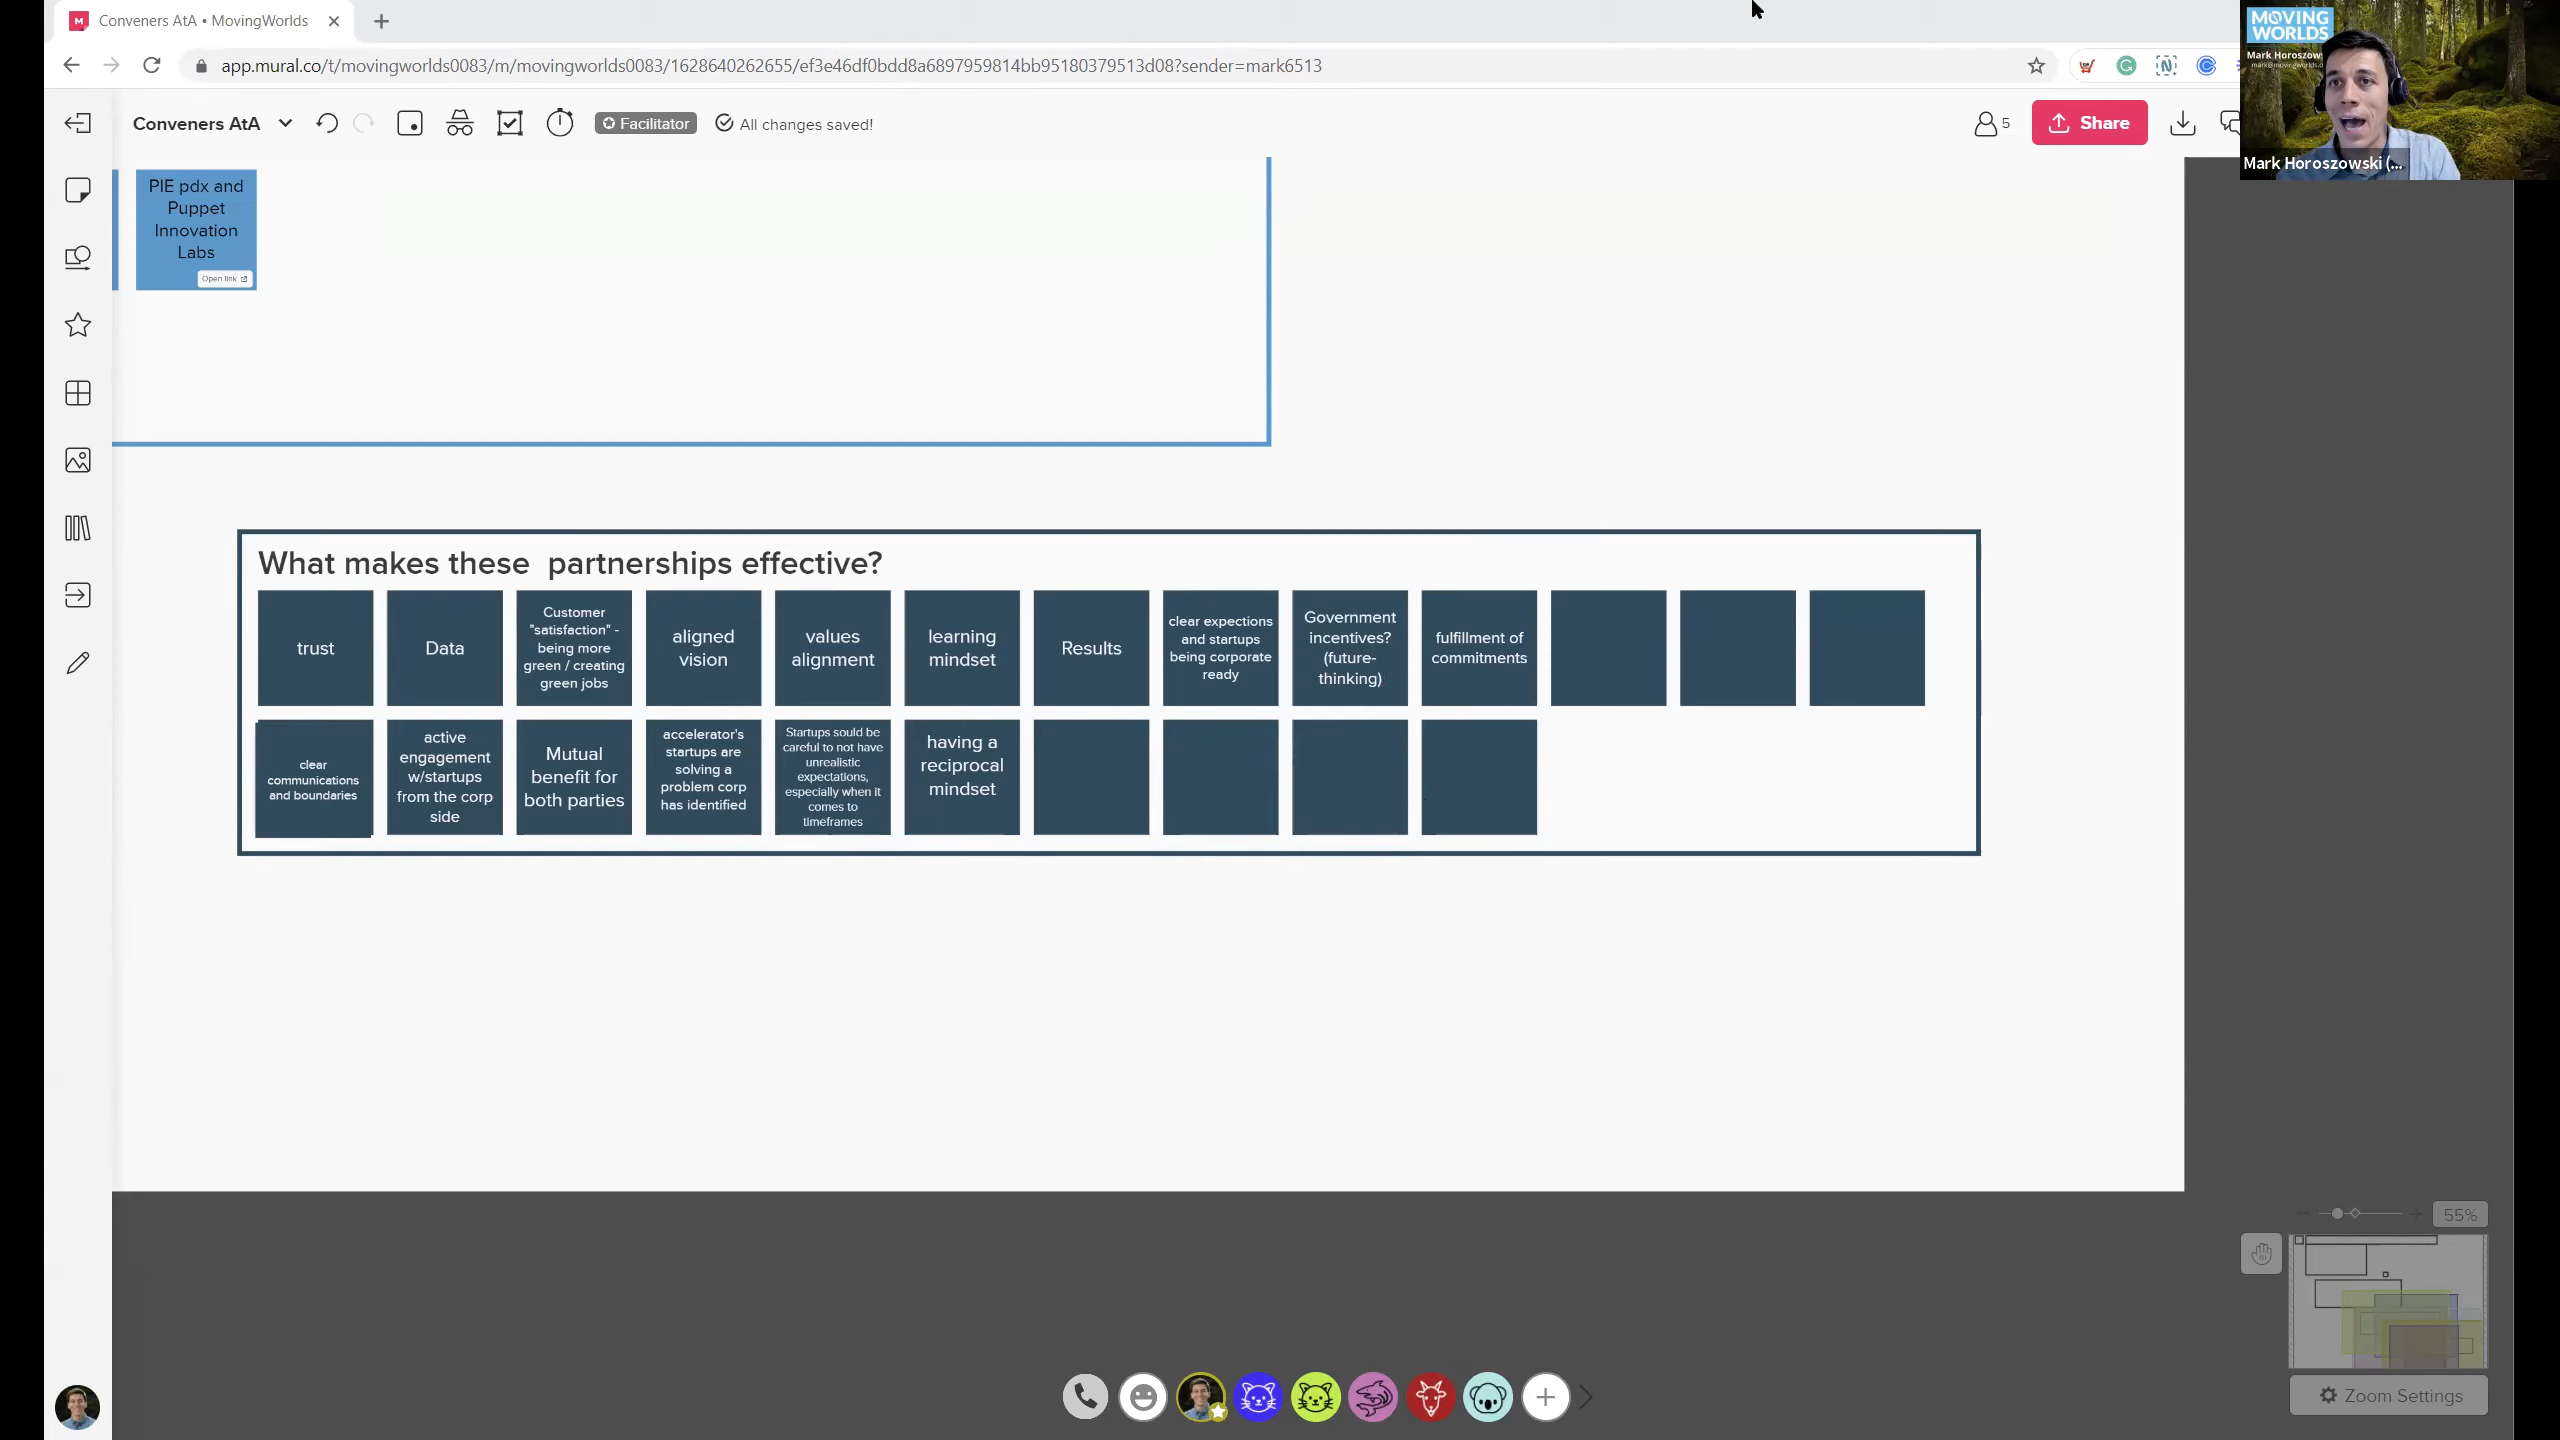 Conveners AtA • MovingWorlds
app.mural.co/t/movingworlds0083/m/movingworlds0083/1628640262655/ef3e46df0bdd8a6897959814bb95180379513d08?sender=mark6513
Conveners AtA
Facilitator
All changes saved!
5
Share
MOVING
WORLDS
Mark Horoszows
Mark Horoszowski (...
PIE pdx and
Puppet
Innovation
Labs
Open link
What makes these  partnerships effective?
trust
Data
Customer
"satisfaction" -
being more
green / creating
green jobs
aligned
vision
values
alignment
learning
mindset
Results
clear expections
and startups
being corporate
ready
Government
incentives?
(future-
thinking)
fulfillment of
commitments
clear
communications
and boundaries
active
engagement
w/startups
from the corp
side
Mutual
benefit for
both parties
accelerator's
startups are
solving a
problem corp
has identified
Startups sould be
careful to not have
unrealistic
expectations,
especially when it
comes to
timeframes
having a
reciprocal
mindset
55%
Zoom Settings